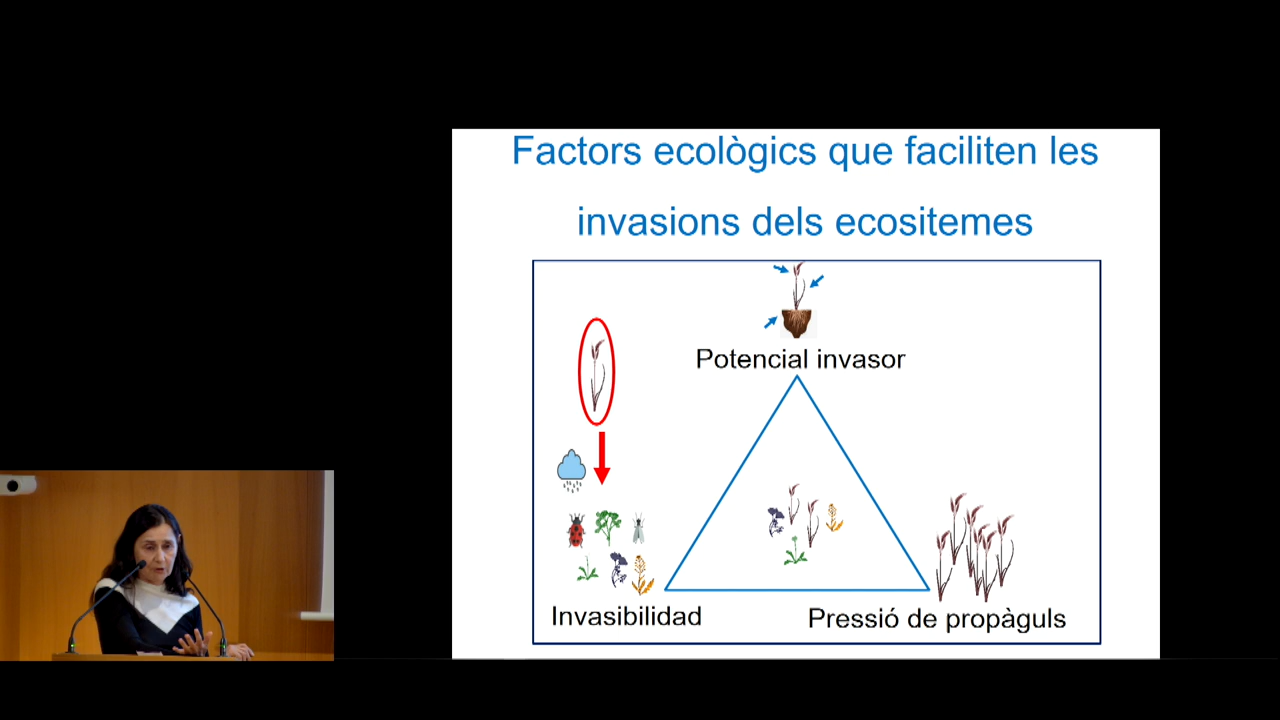 Factors ecològics que faciliten les
invasions dels ecositemes
Potencial invasor
Invasibilidad
Pressió de propàguls